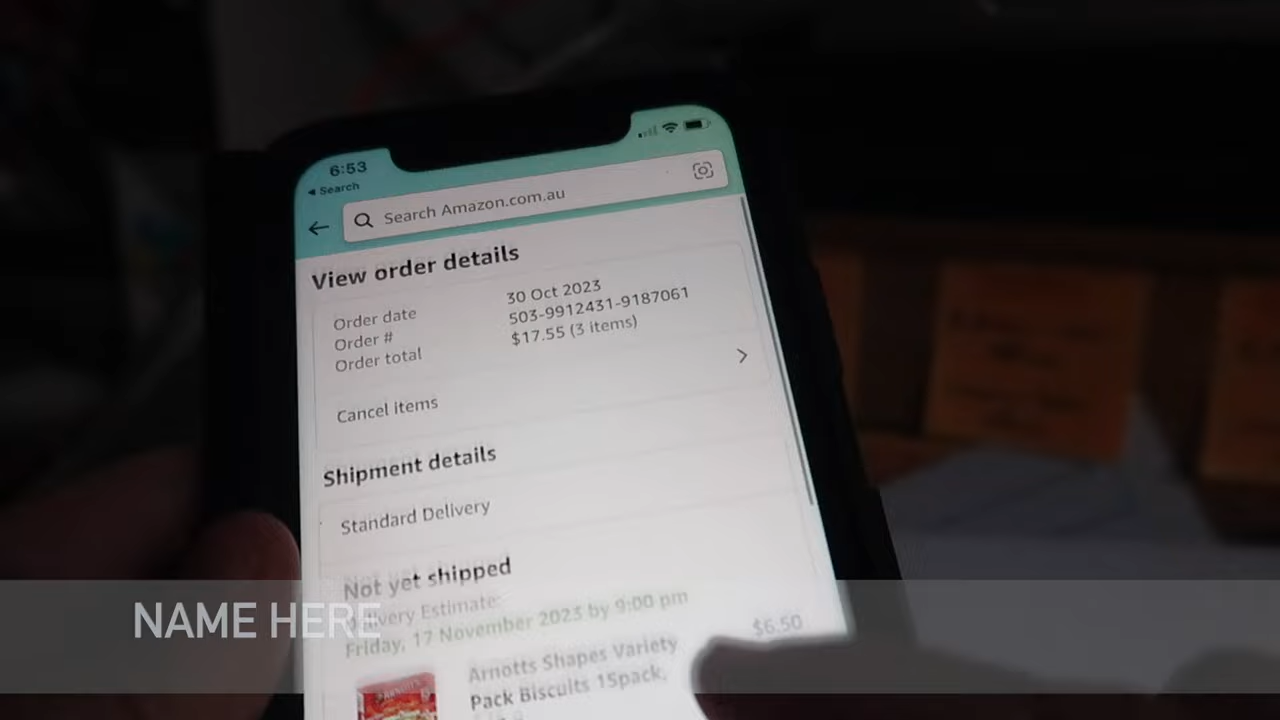 6:53
Search
Search Amazon.com.au
View order details
Order date 30 Oct 2023
Order # 503-9912431-9187061
Order total $17.55 (3 items)
Cancel items
Shipment details
Standard Delivery
Not yet shipped
Delivery Estimate:
Friday, 17 November 2023 by 9:00 pm
NAME HERE
Arnotts Shapes Variety $6.50
Pack Biscuits 15pack,